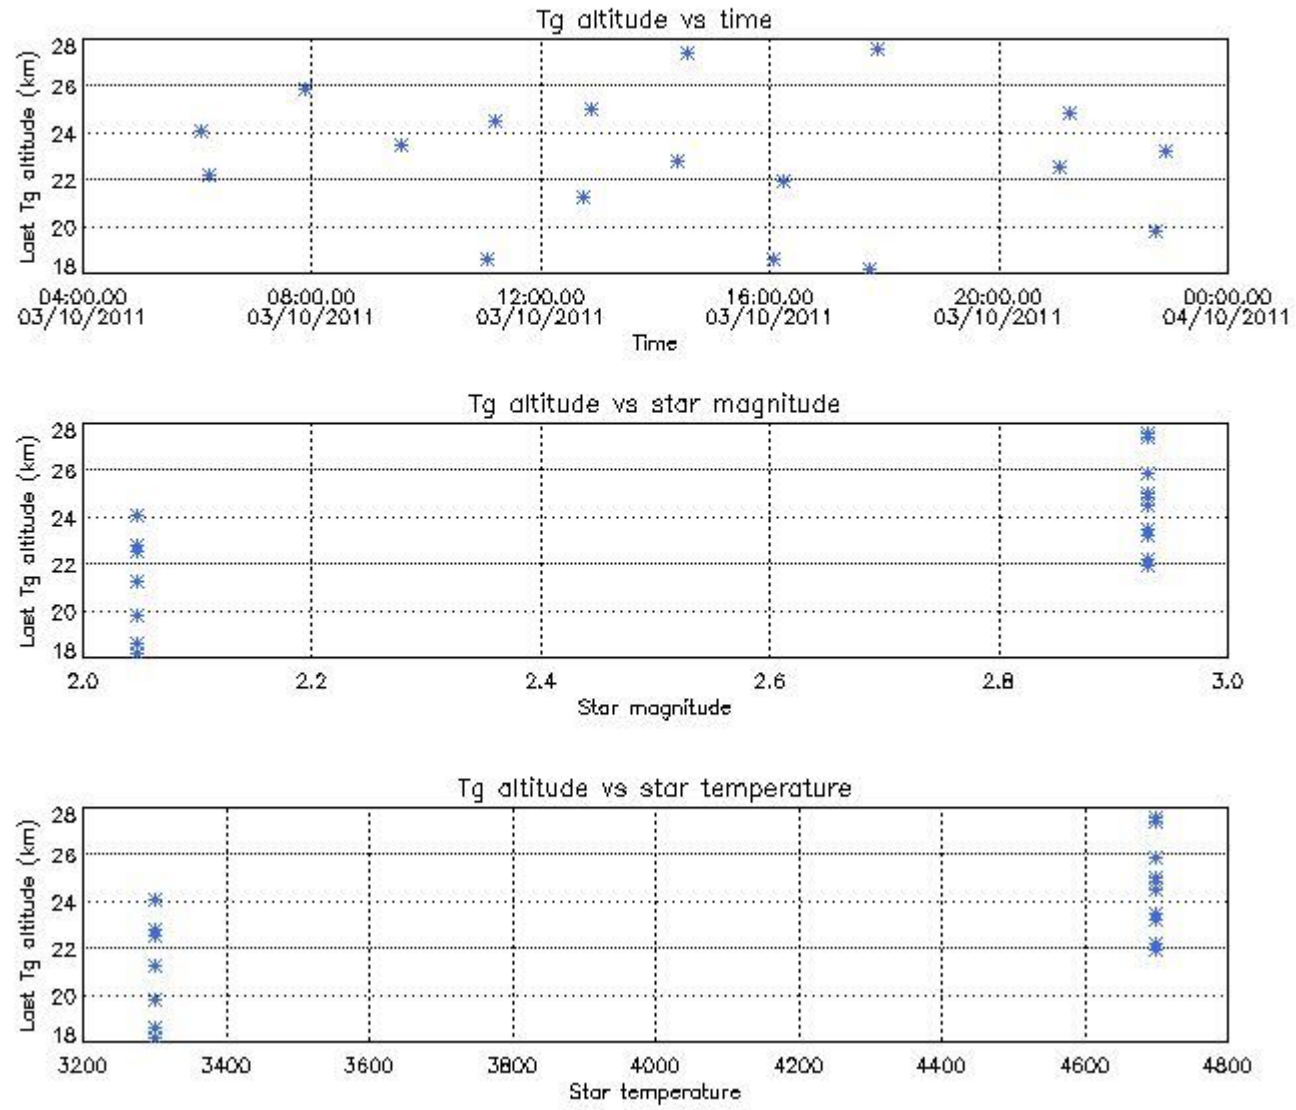 Tg altitude vs time
Last Tg altitude (km)
28
26
24
22
20
18
04:00.00 08:00.00 12:00.00 16:00.00 20:00.00 00:00.00
03/10/2011 03/10/2011 03/10/2011 03/10/2011 03/10/2011 04/10/2011
Time
Tg altitude vs star magnitude
Last Tg altitude (km)
28
26
24
22
20
18
2.0 2.2 2.4 2.6 2.8 3.0
Star magnitude
Tg altitude vs star temperature
Last Tg altitude (km)
28
26
24
22
20
18
3200 3400 3600 3800 4000 4200 4400 4600 4800
Star temperature